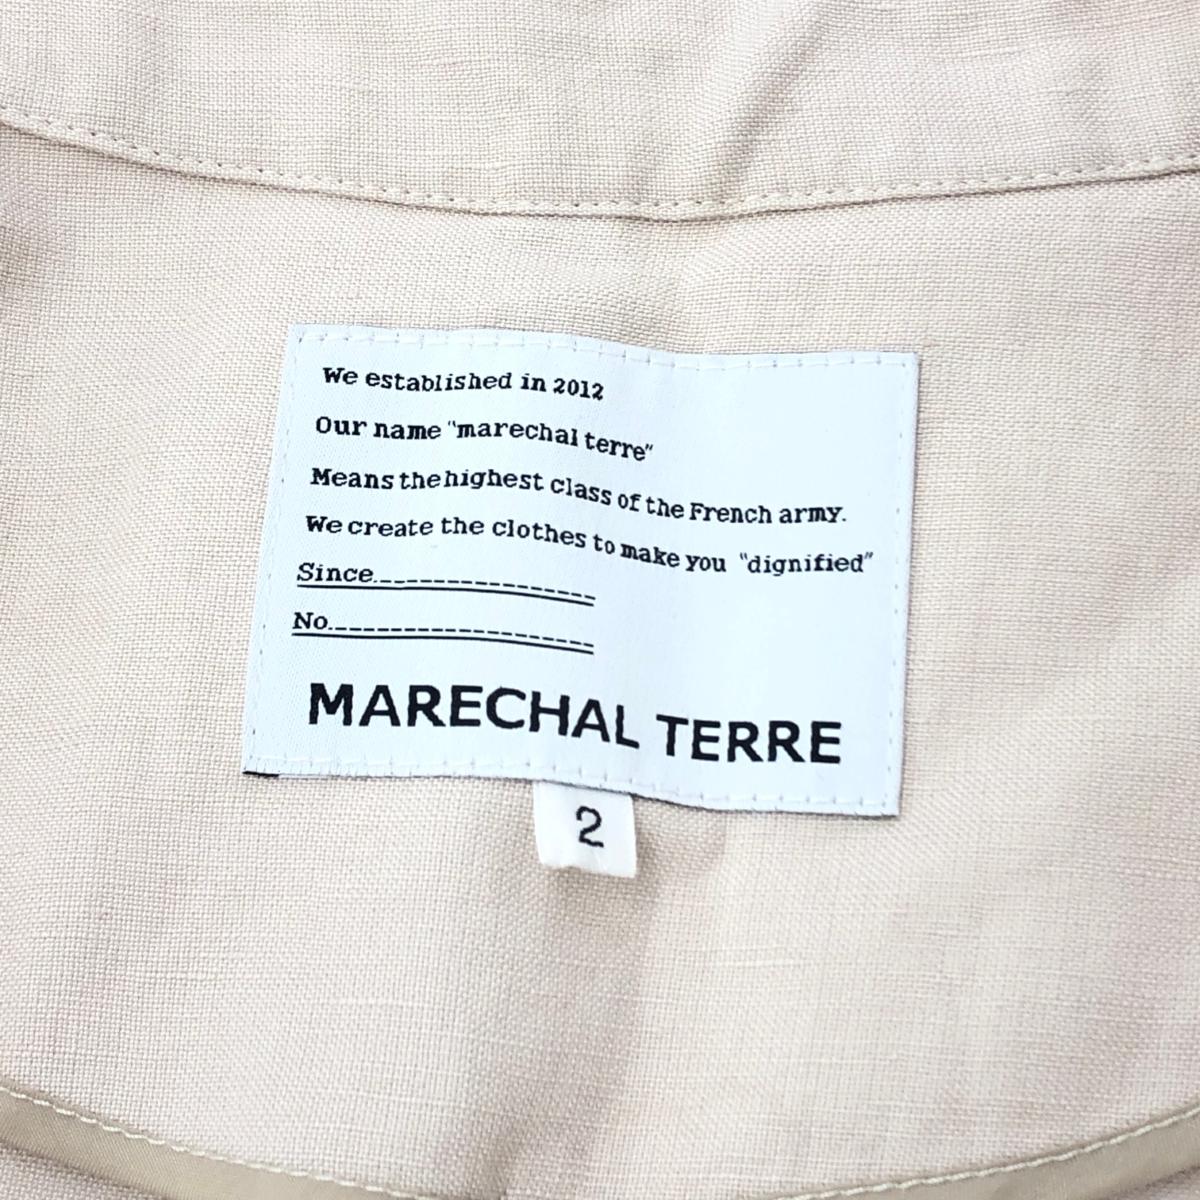 We established in 2012
Our name "marechal terre"
Means the highest class of the French army.
We create the clothes to make you "dignified"
Since
No
MARECHAL TERRE
2